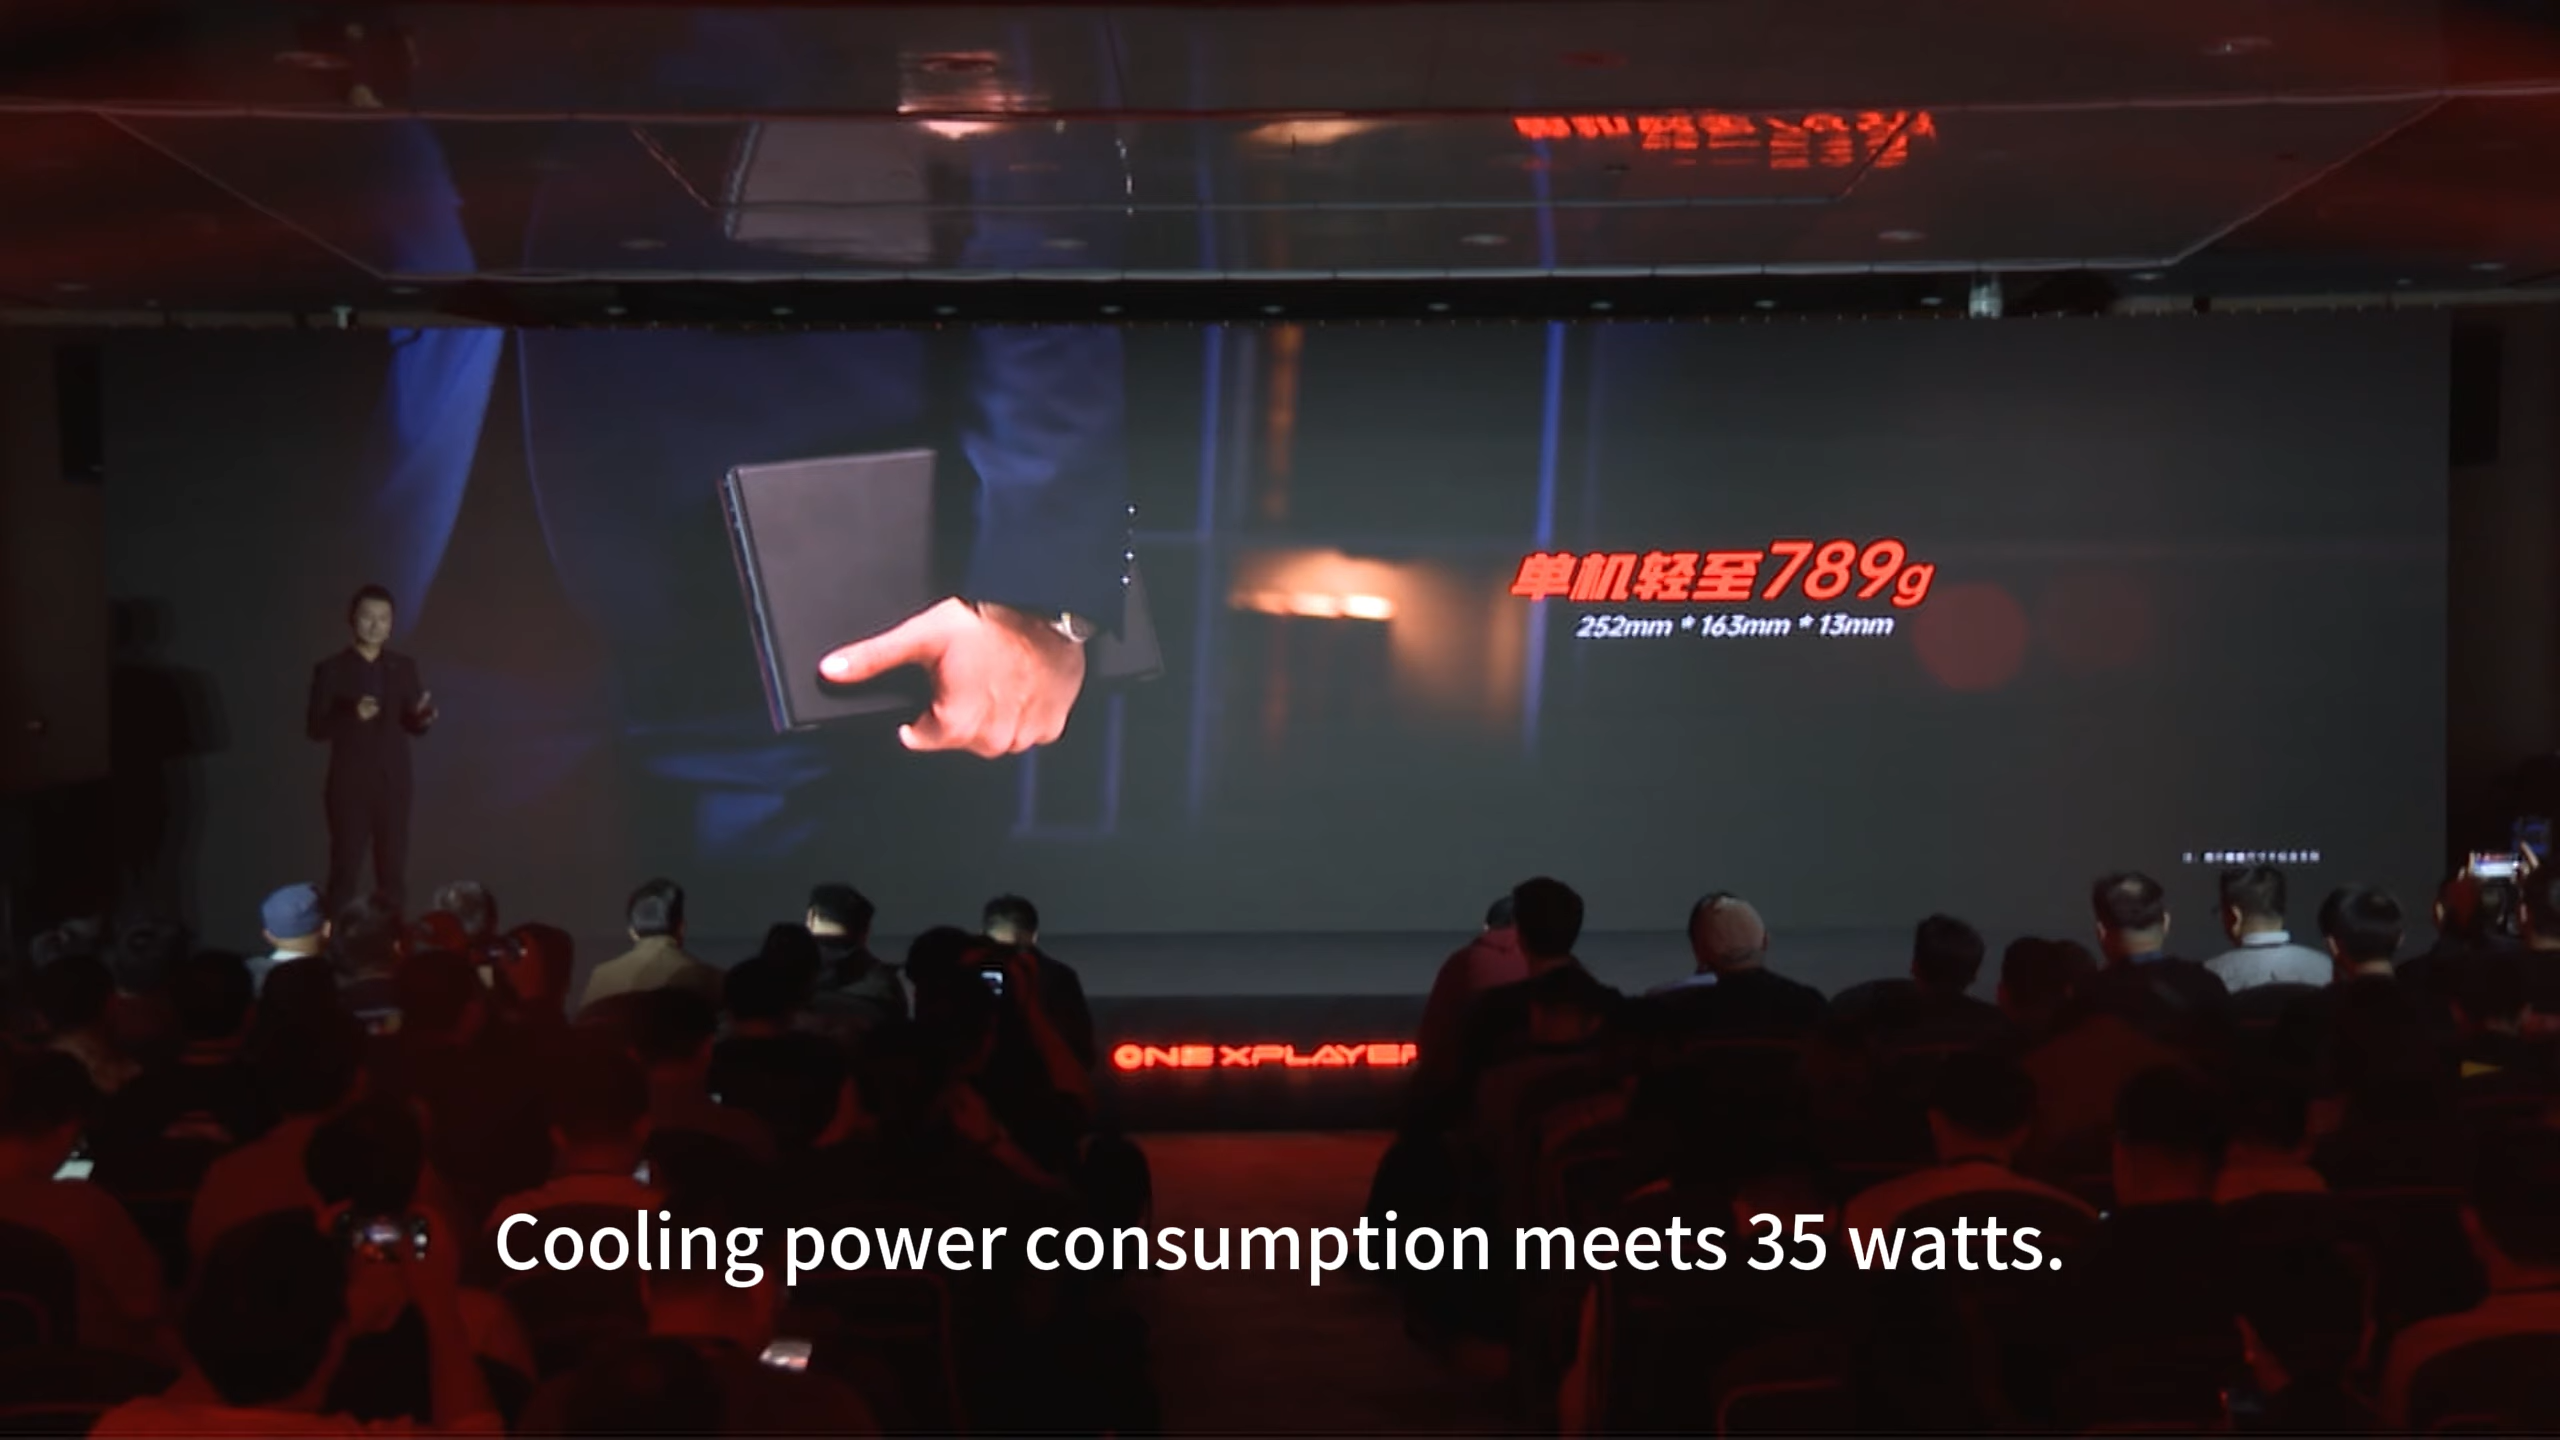 单机轻至789g
252mm * 163mm * 13mm
ONEXPLAYER
Cooling power consumption meets 35 watts.